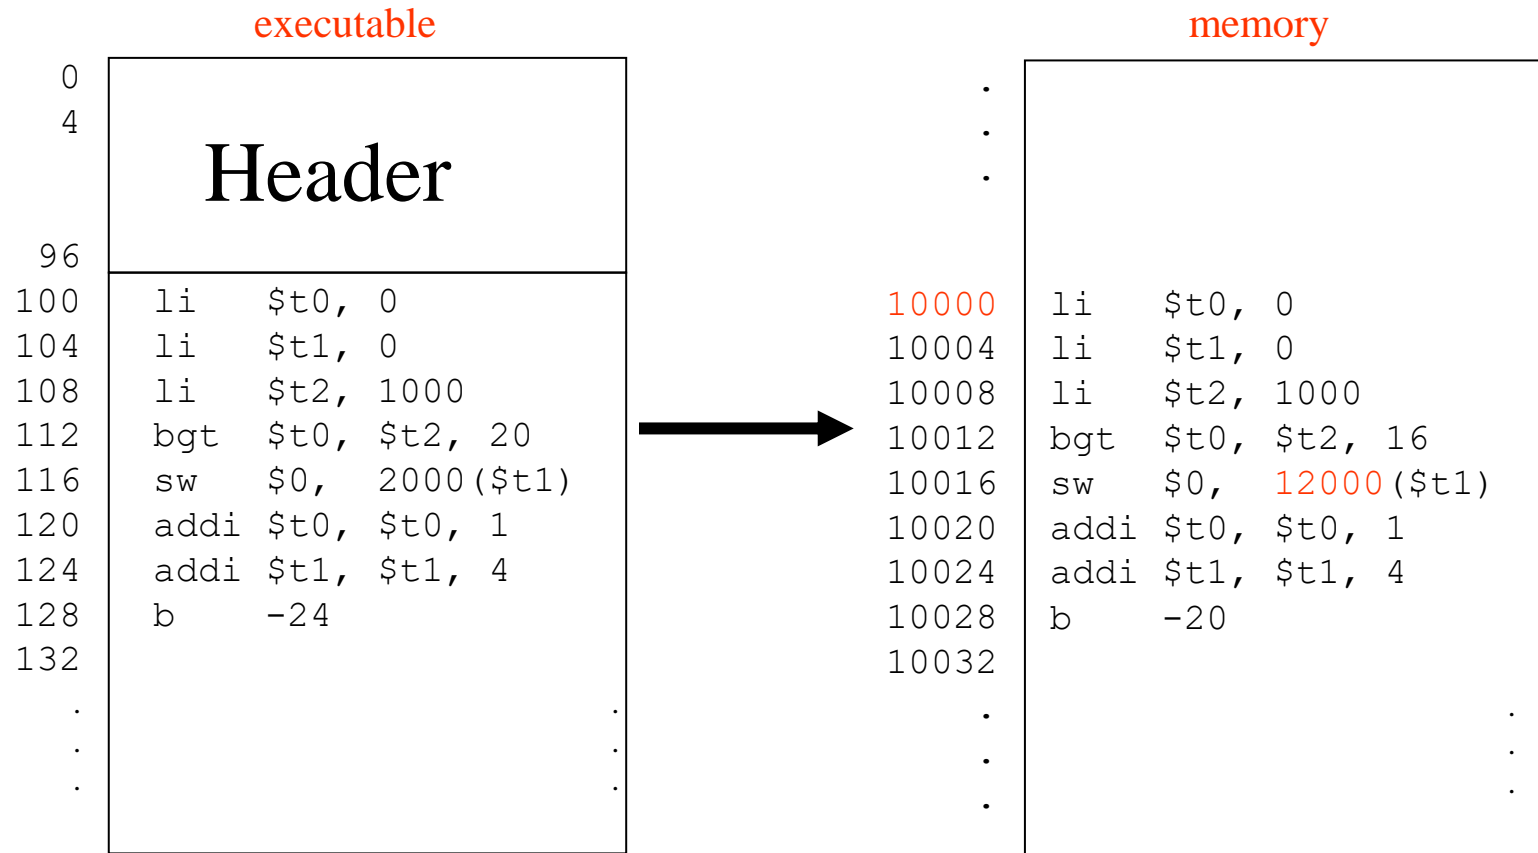 executable memory
0
4
Header
96
100 li $t0, 0 10000 li $t0, 0
104 li $t1, 0 10004 li $t1, 0
108 li $t2, 1000 10008 li $t2, 1000
112 bgt $t0, $t2, 20 10012 bgt $t0, $t2, 16
116 sw $0, 2000($t1) 10016 sw $0, 12000($t1)
120 addi $t0, $t0, 1 10020 addi $t0, $t0, 1
124 addi $t1, $t1, 4 10024 addi $t1, $t1, 4
128 b -24 10028 b -20
132 10032